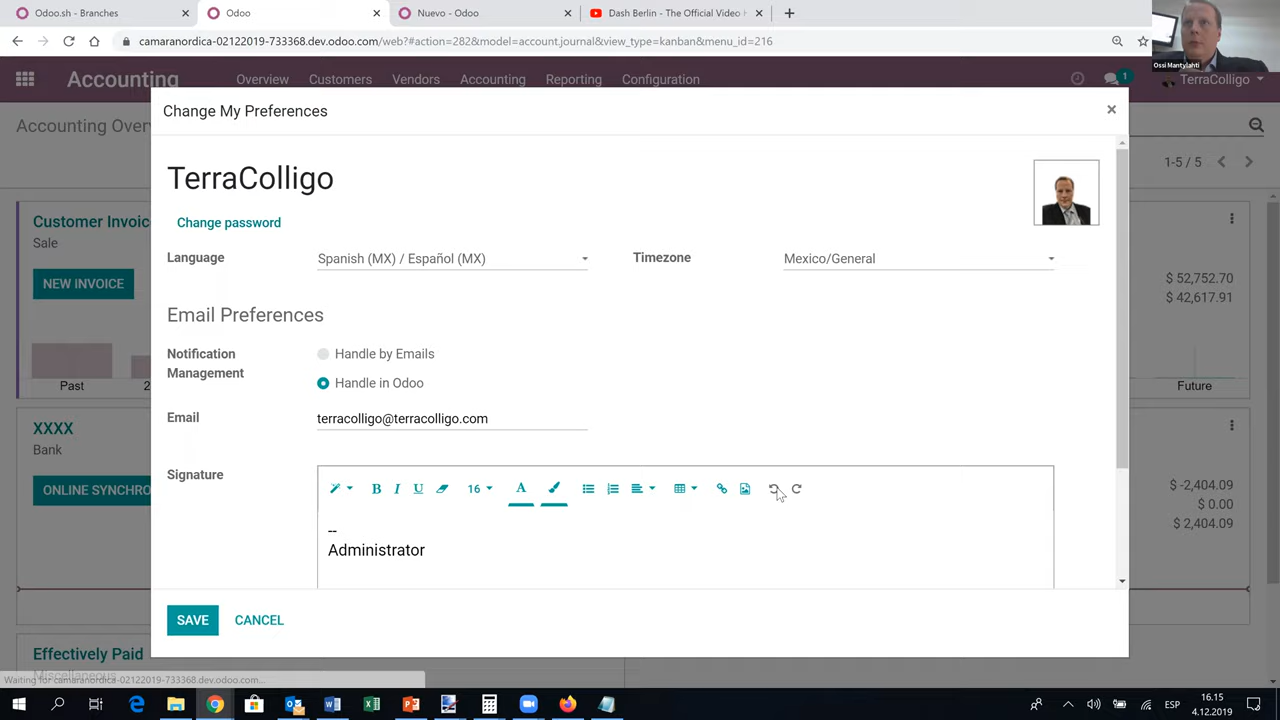 Odoo.sh - Branches
Odoo
Nuevo - Odoo
Dash Berlin - The Official Video
camaranordica-02122019-733368.dev.odoo.com/web?#action=282&model=account.journal&view_type=kanban&menu_id=216
Ossi Mantylahti
Accounting
Overview
Customers
Vendors
Accounting
Reporting
Configuration
1
TerraColligo
Change My Preferences
×
Accounting
1-5 / 5
TerraColligo
Change password
Language
Spanish (MX) / Español (MX)
Timezone
Mexico/General
Email Preferences
Notification
Management
Handle by Emails
Handle in Odoo
Email
terracolligo@terracolligo.com
Signature
B I U 16 A
--
Administrator
SAVE
CANCEL
Customer
Sale
NEW INVOICE
Past
2
XXXX
Bank
ONLINE SYNCHRO
Effectively Paid
Miscellaneous
$ 52,752.70
$ 42,617.91
Future
$ -2,404.09
$ 0.00
$ 2,404.09
Waiting for camaranordica-02122019-733368.dev.odoo.com...
ESP
16.15
4.12.2019